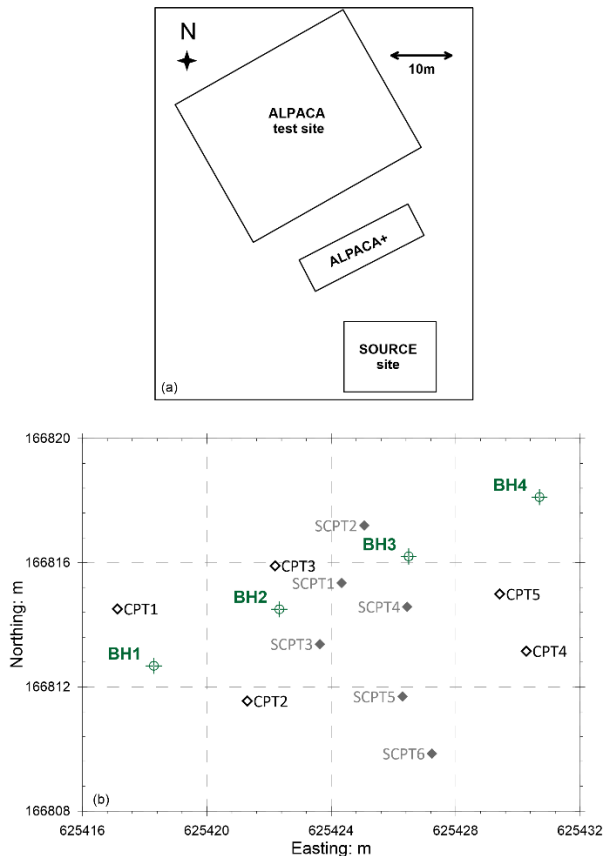 N
10m
ALPACA
test site
ALPACA+
SOURCE
site
(a)
166820
BH4
SCPT2
BH3
166816
CPT3
SCPT1
CPT5
BH2
CPT1
SCPT4
SCPT3
CPT4
BH1
Northing: m
166812
CPT2
SCPT5
SCPT6
(b)
166808
625416 625420 625424 625428 625432
Easting: m